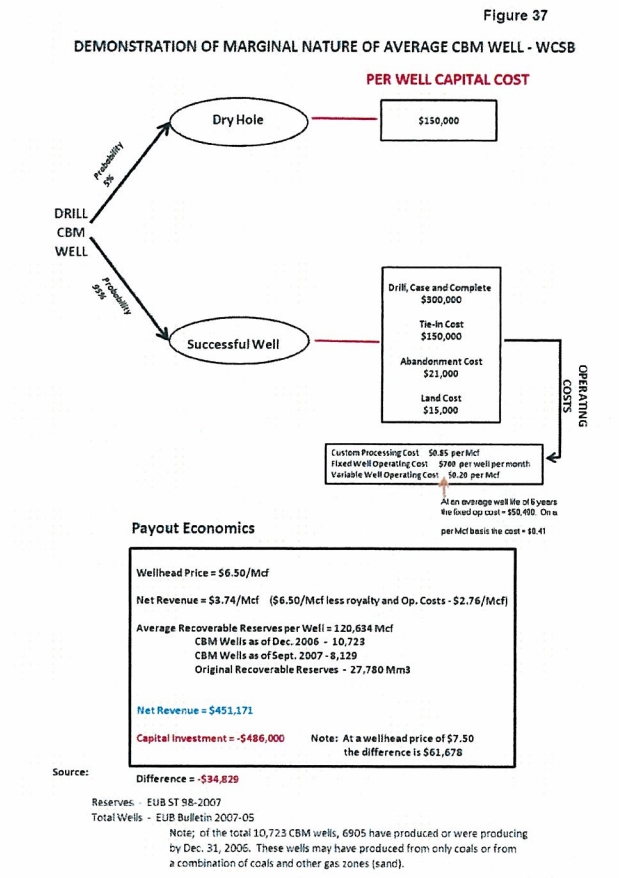 Figure 37
DEMONSTRATION OF MARGINAL NATURE OF AVERAGE CBM WELL - WCSB
PER WELL CAPITAL COST
Dry Hole
$150,000
Probability
5%
DRILL
CBM
WELL
Probability
95%
Successful Well
Drill, Case and Complete
$300,000
Tie-In Cost
$150,000
Abandonment Cost
$21,000
Land Cost
$15,000
OPERATING
COSTS
Custom Processing Cost $0.85 per Mcf
Fixed Well Operating Cost $700 per well per month
Variable Well Operating Cost $0.20 per Mcf
At an average well life of 6 years
the fixed op cost = $50,400. On a
per Mcf basis the cost = $0.41
Payout Economics
Wellhead Price = $6.50/Mcf
Net Revenue = $3.74/Mcf ($6.50/Mcf less royalty and Op. Costs - $2.76/Mcf)
Average Recoverable Reserves per Well = 120,634 Mcf
CBM Wells as of Dec. 2006 - 10,723
CBM Wells as of Sept. 2007 - 8,129
Original Recoverable Reserves - 27,780 Mm3
Net Revenue = $451,171
Capital Investment = -$486,000 Note: At a wellhead price of $7.50
the difference is $61,678
Source:
Difference = -$34,829
Reserves - EUB ST 98-2007
Total Wells - EUB Bulletin 2007-05
Note; of the total 10,723 CBM wells, 6905 have produced or were producing
by Dec. 31, 2006. These wells may have produced from only coals or from
a combination of coals and other gas zones (sand).